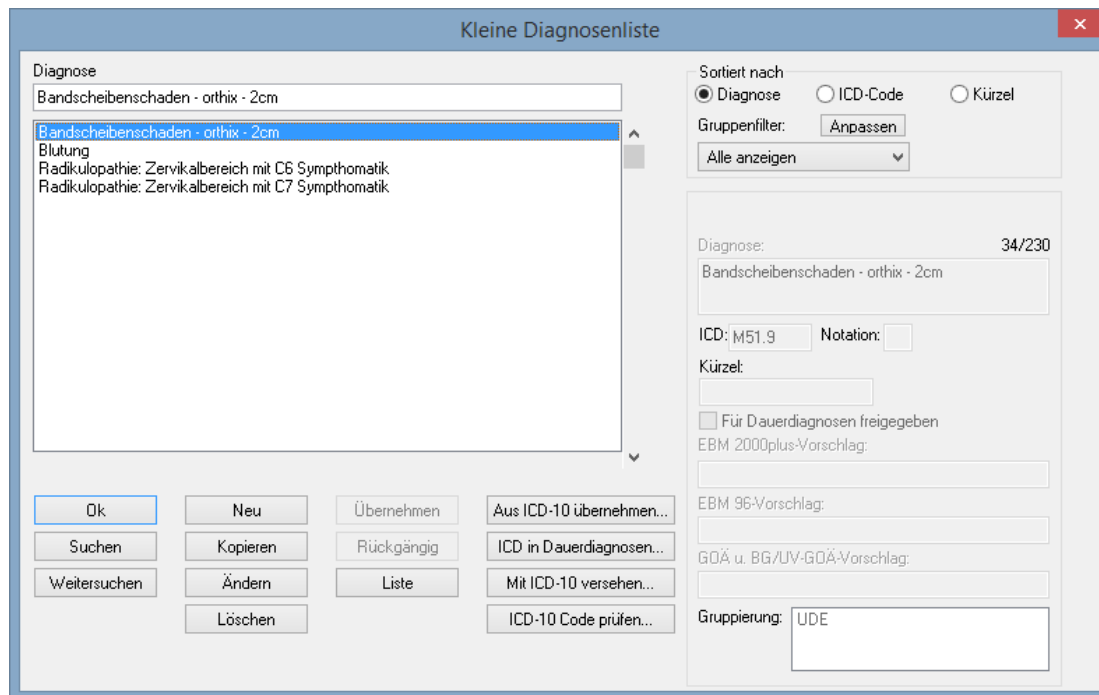 Kleine Diagnosenliste
Diagnose
Bandscheibenschaden - orthix - 2cm
Bandscheibenschaden - orthix - 2cm
Blutung
Radikulopathie: Zervikalbereich mit C6 Sympthomatik
Radikulopathie: Zervikalbereich mit C7 Sympthomatik
Ok
Neu
Übernehmen
Aus ICD-10 übernehmen...
Suchen
Kopieren
Rückgängig
ICD in Dauerdiagnosen...
Weitersuchen
Ändern
Liste
Mit ICD-10 versehen...
Löschen
ICD-10 Code prüfen...
Sortiert nach
Diagnose
ICD-Code
Kürzel
Gruppenfilter:
Anpassen
Alle anzeigen
Diagnose:
34/230
Bandscheibenschaden - orthix - 2cm
ICD: M51.9
Notation:
Kürzel:
Für Dauerdiagnosen freigegeben
EBM 2000plus-Vorschlag:
EBM 96-Vorschlag:
GOÄ u. BG/UV-GOÄ-Vorschlag:
Gruppierung: UDE